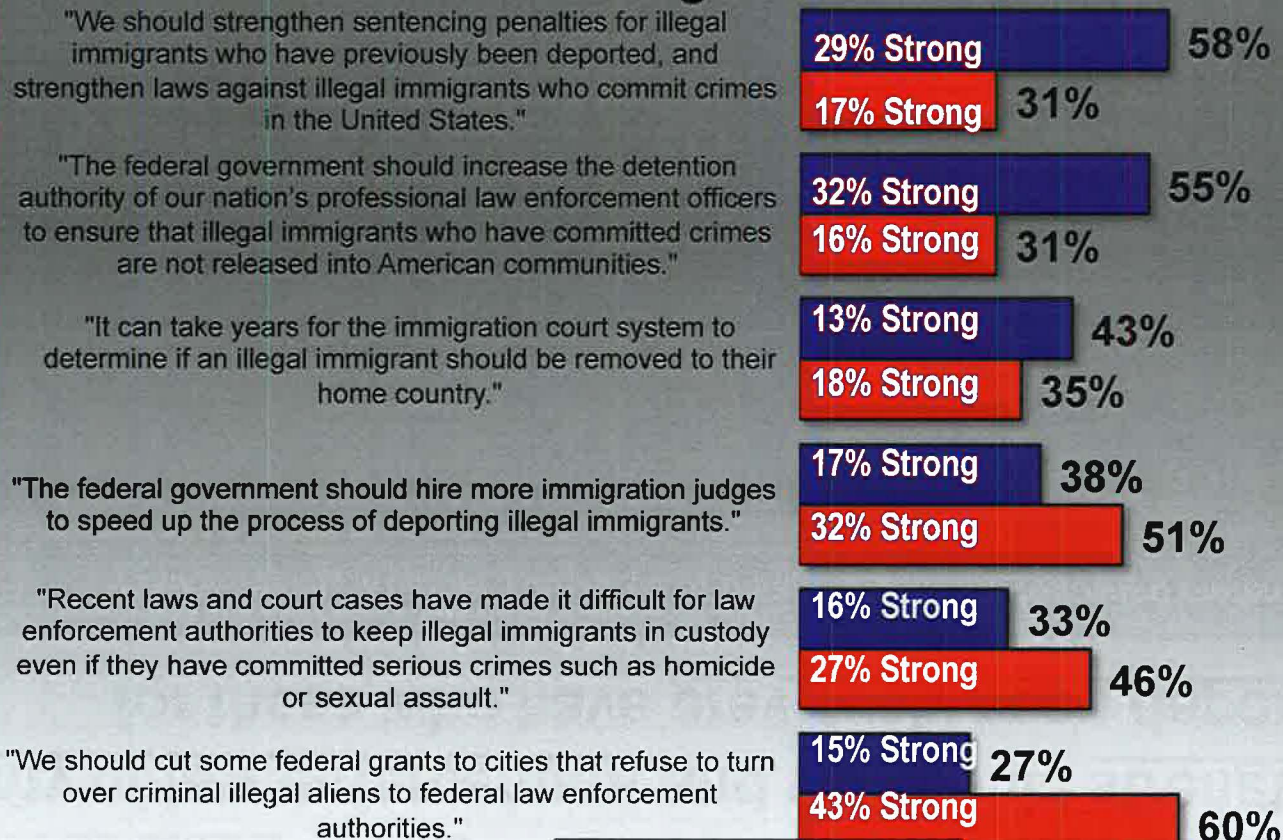 "We should strengthen sentencing penalties for illegal
immigrants who have previously been deported, and
strengthen laws against illegal immigrants who commit crimes
in the United States."
29% Strong 58%
17% Strong 31%
"The federal government should increase the detention
authority of our nation's professional law enforcement officers
to ensure that illegal immigrants who have committed crimes
are not released into American communities."
32% Strong 55%
16% Strong 31%
"It can take years for the immigration court system to
determine if an illegal immigrant should be removed to their
home country."
13% Strong 43%
18% Strong 35%
"The federal government should hire more immigration judges
to speed up the process of deporting illegal immigrants."
17% Strong 38%
32% Strong 51%
"Recent laws and court cases have made it difficult for law
enforcement authorities to keep illegal immigrants in custody
even if they have committed serious crimes such as homicide
or sexual assault."
16% Strong 33%
27% Strong 46%
"We should cut some federal grants to cities that refuse to turn
over criminal illegal aliens to federal law enforcement
authorities."
15% Strong 27%
43% Strong 60%